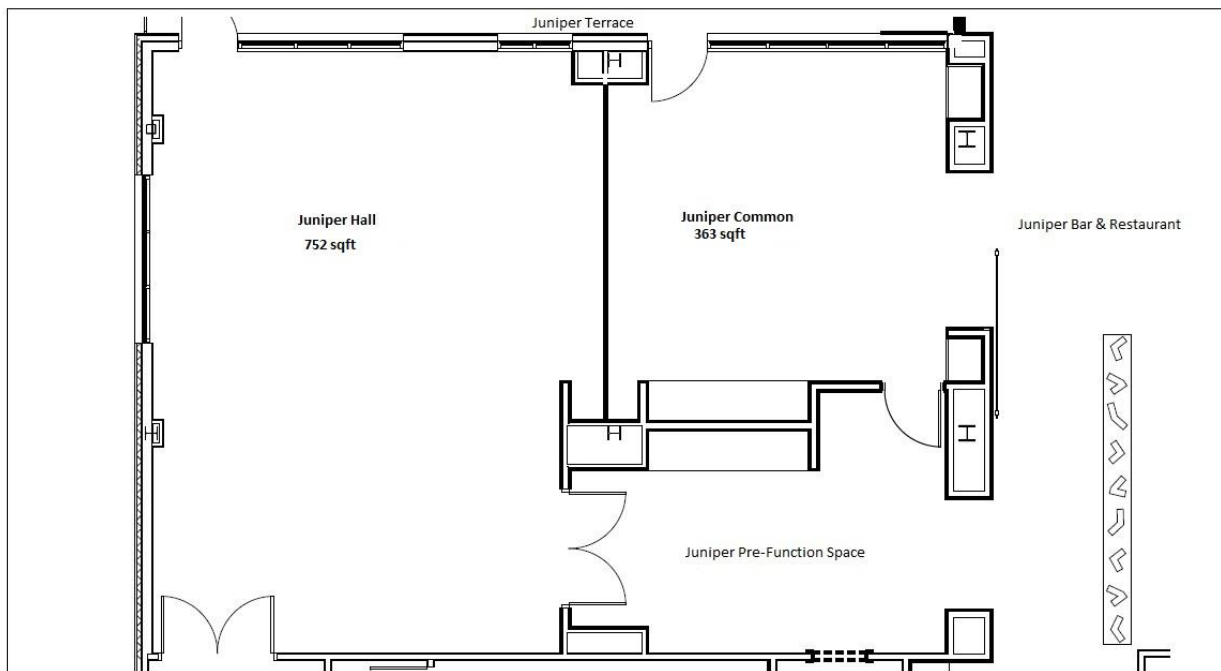 Juniper Terrace
Juniper Hall
752 sqft
Juniper Common
363 sqft
Juniper Bar & Restaurant
Juniper Pre-Function Space